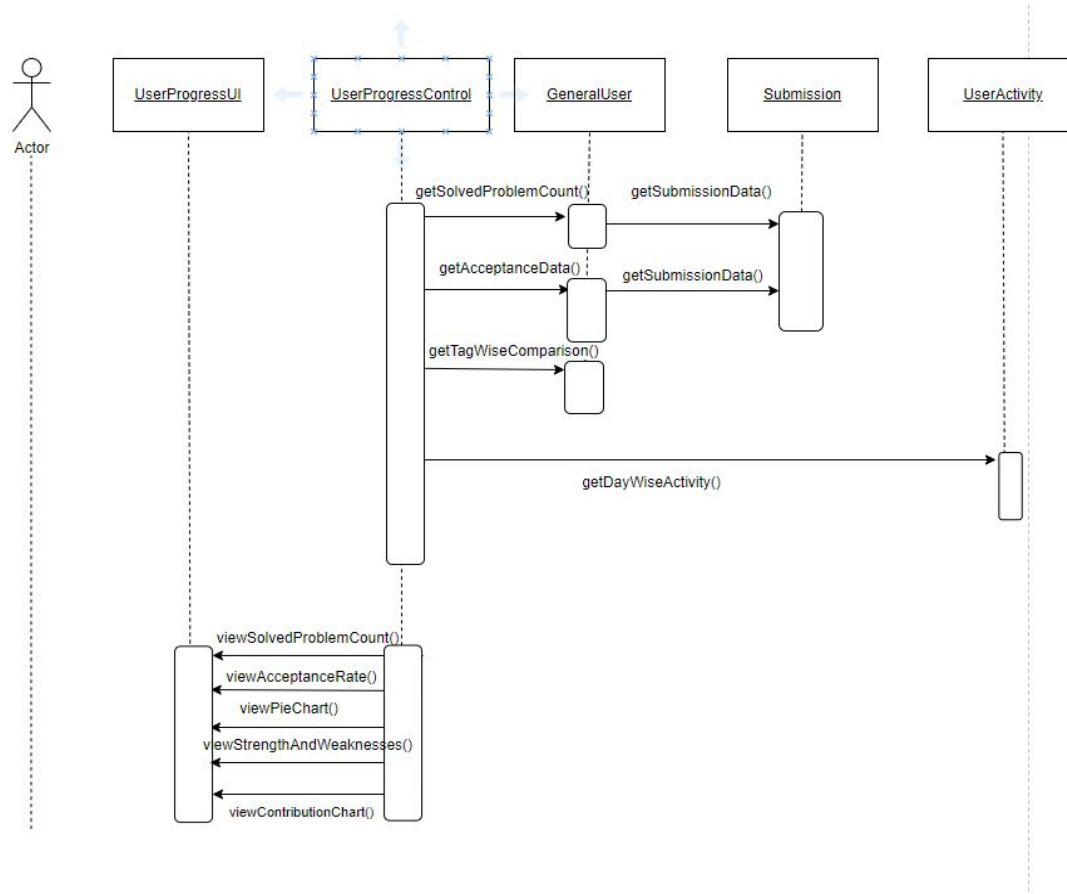 UserProgressUI
UserProgressControl
GeneralUser
Submission
UserActivity
Actor
getSolvedProblemCount()
getSubmissionData()
getAcceptanceData()
getSubmissionData()
getTagWiseComparison()
getDayWiseActivity()
viewSolvedProblemCount()
viewAcceptanceRate()
viewPieChart()
viewStrengthAndWeaknesses()
viewContributionChart()